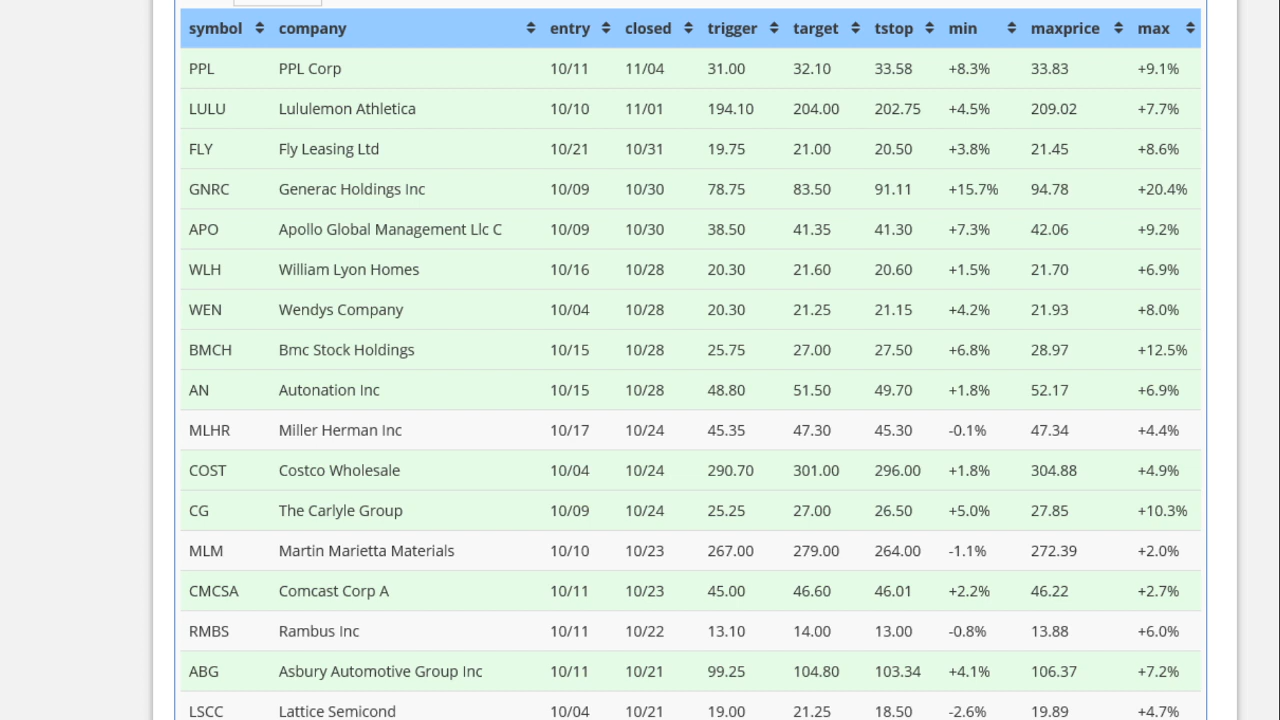 symbol company entry closed trigger target tstop min maxprice max
PPL PPL Corp 10/11 11/04 31.00 32.10 33.58 +8.3% 33.83 +9.1%
LULU Lululemon Athletica 10/10 11/01 194.10 204.00 202.75 +4.5% 209.02 +7.7%
FLY Fly Leasing Ltd 10/21 10/31 19.75 21.00 20.50 +3.8% 21.45 +8.6%
GNRC Generac Holdings Inc 10/09 10/30 78.75 83.50 91.11 +15.7% 94.78 +20.4%
APO Apollo Global Management Llc C 10/09 10/30 38.50 41.35 41.30 +7.3% 42.06 +9.2%
WLH William Lyon Homes 10/16 10/28 20.30 21.60 20.60 +1.5% 21.70 +6.9%
WEN Wendys Company 10/04 10/28 20.30 21.25 21.15 +4.2% 21.93 +8.0%
BMCH Bmc Stock Holdings 10/15 10/28 25.75 27.00 27.50 +6.8% 28.97 +12.5%
AN Autonation Inc 10/15 10/28 48.80 51.50 49.70 +1.8% 52.17 +6.9%
MLHR Miller Herman Inc 10/17 10/24 45.35 47.30 45.30 -0.1% 47.34 +4.4%
COST Costco Wholesale 10/04 10/24 290.70 301.00 296.00 +1.8% 304.88 +4.9%
CG The Carlyle Group 10/09 10/24 25.25 27.00 26.50 +5.0% 27.85 +10.3%
MLM Martin Marietta Materials 10/10 10/23 267.00 279.00 264.00 -1.1% 272.39 +2.0%
CMCSA Comcast Corp A 10/11 10/23 45.00 46.60 46.01 +2.2% 46.22 +2.7%
RMBS Rambus Inc 10/11 10/22 13.10 14.00 13.00 -0.8% 13.88 +6.0%
ABG Asbury Automotive Group Inc 10/11 10/21 99.25 104.80 103.34 +4.1% 106.37 +7.2%
LSCC Lattice Semicond 10/04 10/21 19.00 21.25 18.50 -2.6% 19.89 +4.7%